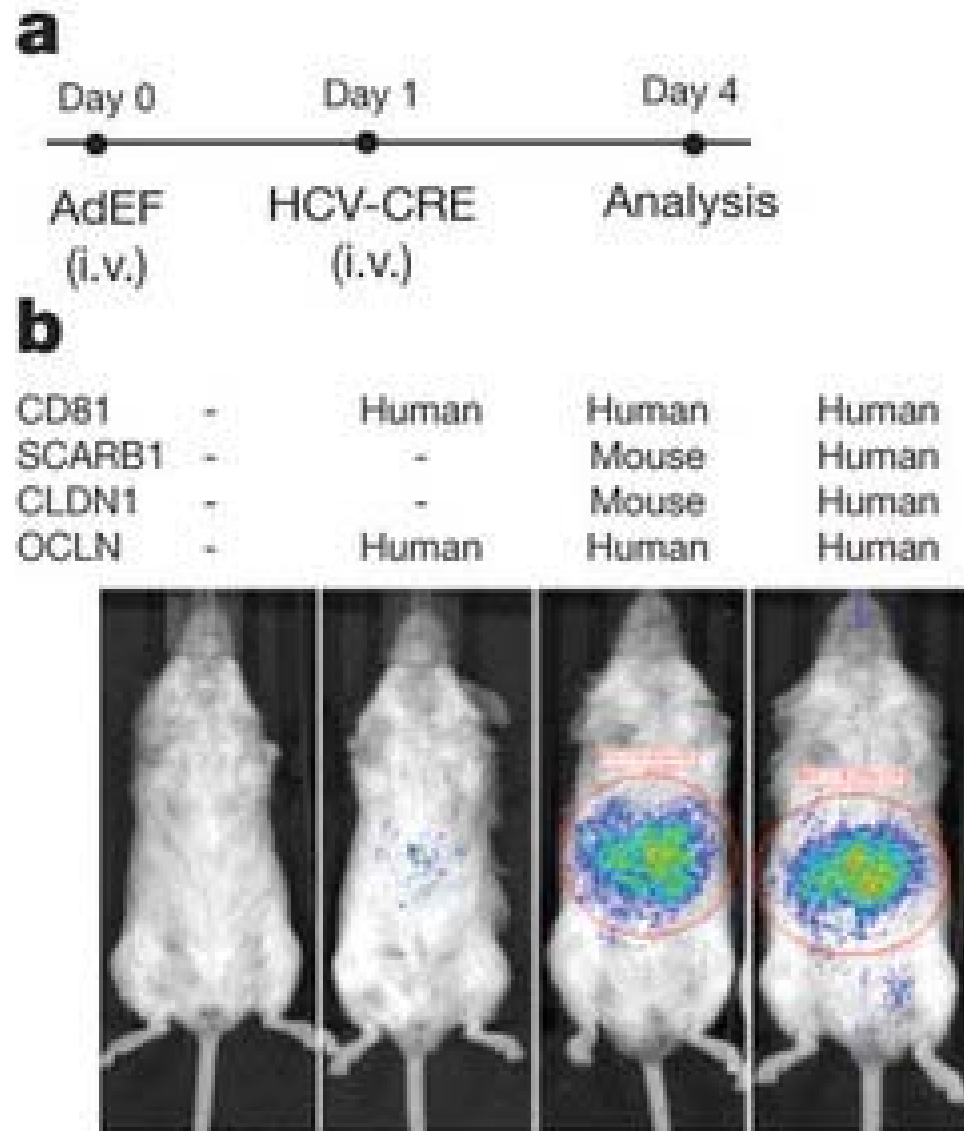 a
Day 0 Day 1 Day 4
AdEF HCV-CRE Analysis
(i.v.) (i.v.)
b
CD81 - Human Human Human
SCARB1 - - Mouse Human
CLDN1 - - Mouse Human
OCLN - Human Human Human